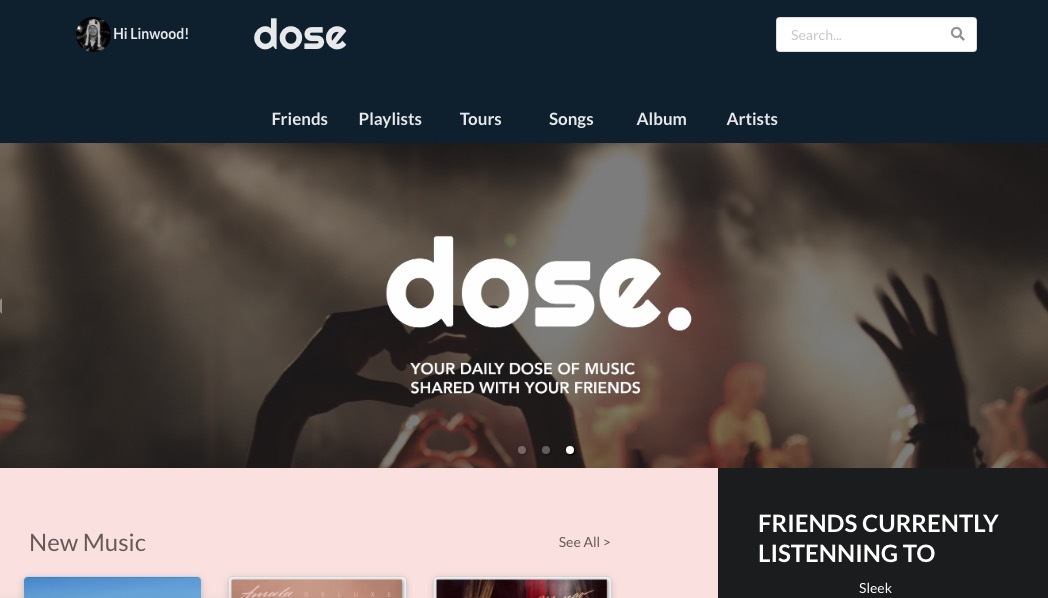 Hi Linwood!
dose
Search...
Friends Playlists Tours Songs Album Artists
dose.
YOUR DAILY DOSE OF MUSIC
SHARED WITH YOUR FRIENDS
New Music
See All >
FRIENDS CURRENTLY
LISTENNING TO
Sleek
DELUXE